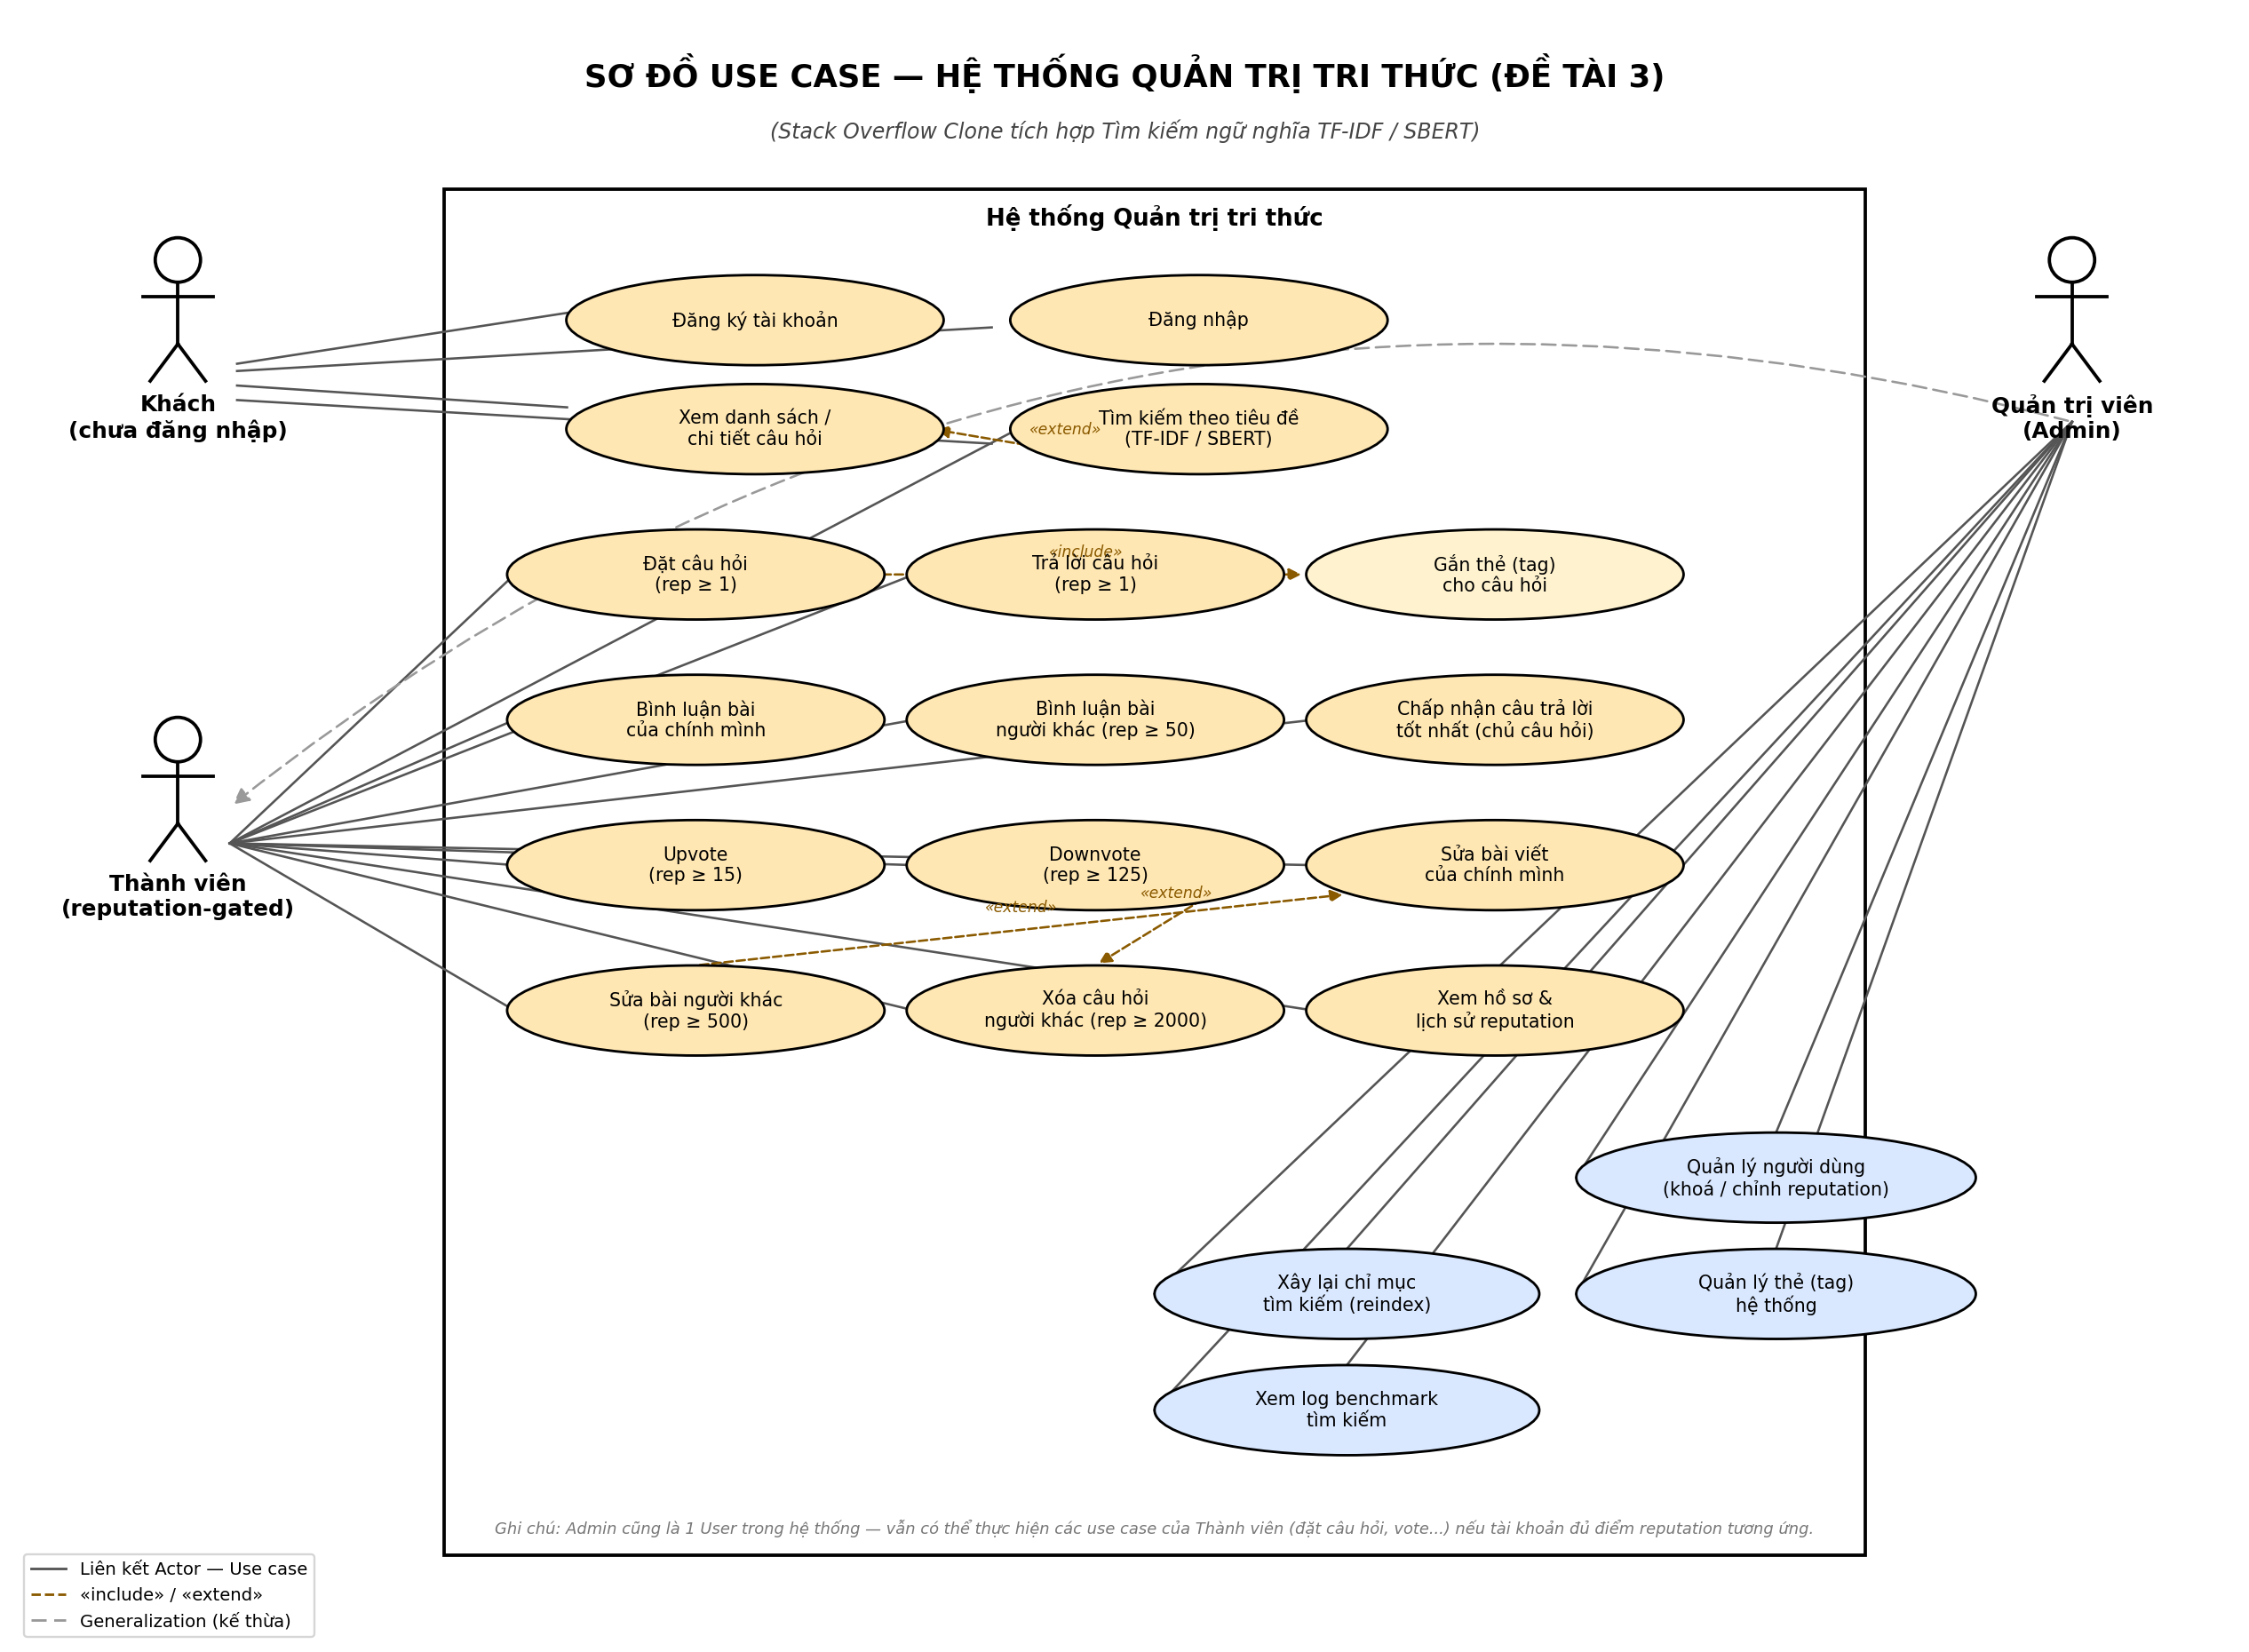 SƠ ĐỒ USE CASE — HỆ THỐNG QUẢN TRỊ TRI THỨC (ĐỀ TÀI 3)
(Stack Overflow Clone tích hợp Tìm kiếm ngữ nghĩa TF-IDF / SBERT)
Hệ thống Quản trị tri thức
Khách
(chưa đăng nhập)
Quản trị viên
(Admin)
Đăng ký tài khoản
Đăng nhập
Xem danh sách /
chi tiết câu hỏi
«extend»
Tìm kiếm theo tiêu đề
(TF-IDF / SBERT)
Đặt câu hỏi
(rep ≥ 1)
«include»
Trả lời câu hỏi
(rep ≥ 1)
Gắn thẻ (tag)
cho câu hỏi
Bình luận bài
của chính mình
Bình luận bài
người khác (rep ≥ 50)
Chấp nhận câu trả lời
tốt nhất (chủ câu hỏi)
Thành viên
(reputation-gated)
Upvote
(rep ≥ 15)
Downvote
(rep ≥ 125)
Sửa bài viết
của chính mình
«extend»
«extend»
Sửa bài người khác
(rep ≥ 500)
Xóa câu hỏi
người khác (rep ≥ 2000)
Xem hồ sơ &
lịch sử reputation
Quản lý người dùng
(khoá / chỉnh reputation)
Xây lại chỉ mục
tìm kiếm (reindex)
Quản lý thẻ (tag)
hệ thống
Xem log benchmark
tìm kiếm
Ghi chú: Admin cũng là 1 User trong hệ thống — vẫn có thể thực hiện các use case của Thành viên (đặt câu hỏi, vote...) nếu tài khoản đủ điểm reputation tương ứng.
Liên kết Actor — Use case
«include» / «extend»
Generalization (kế thừa)